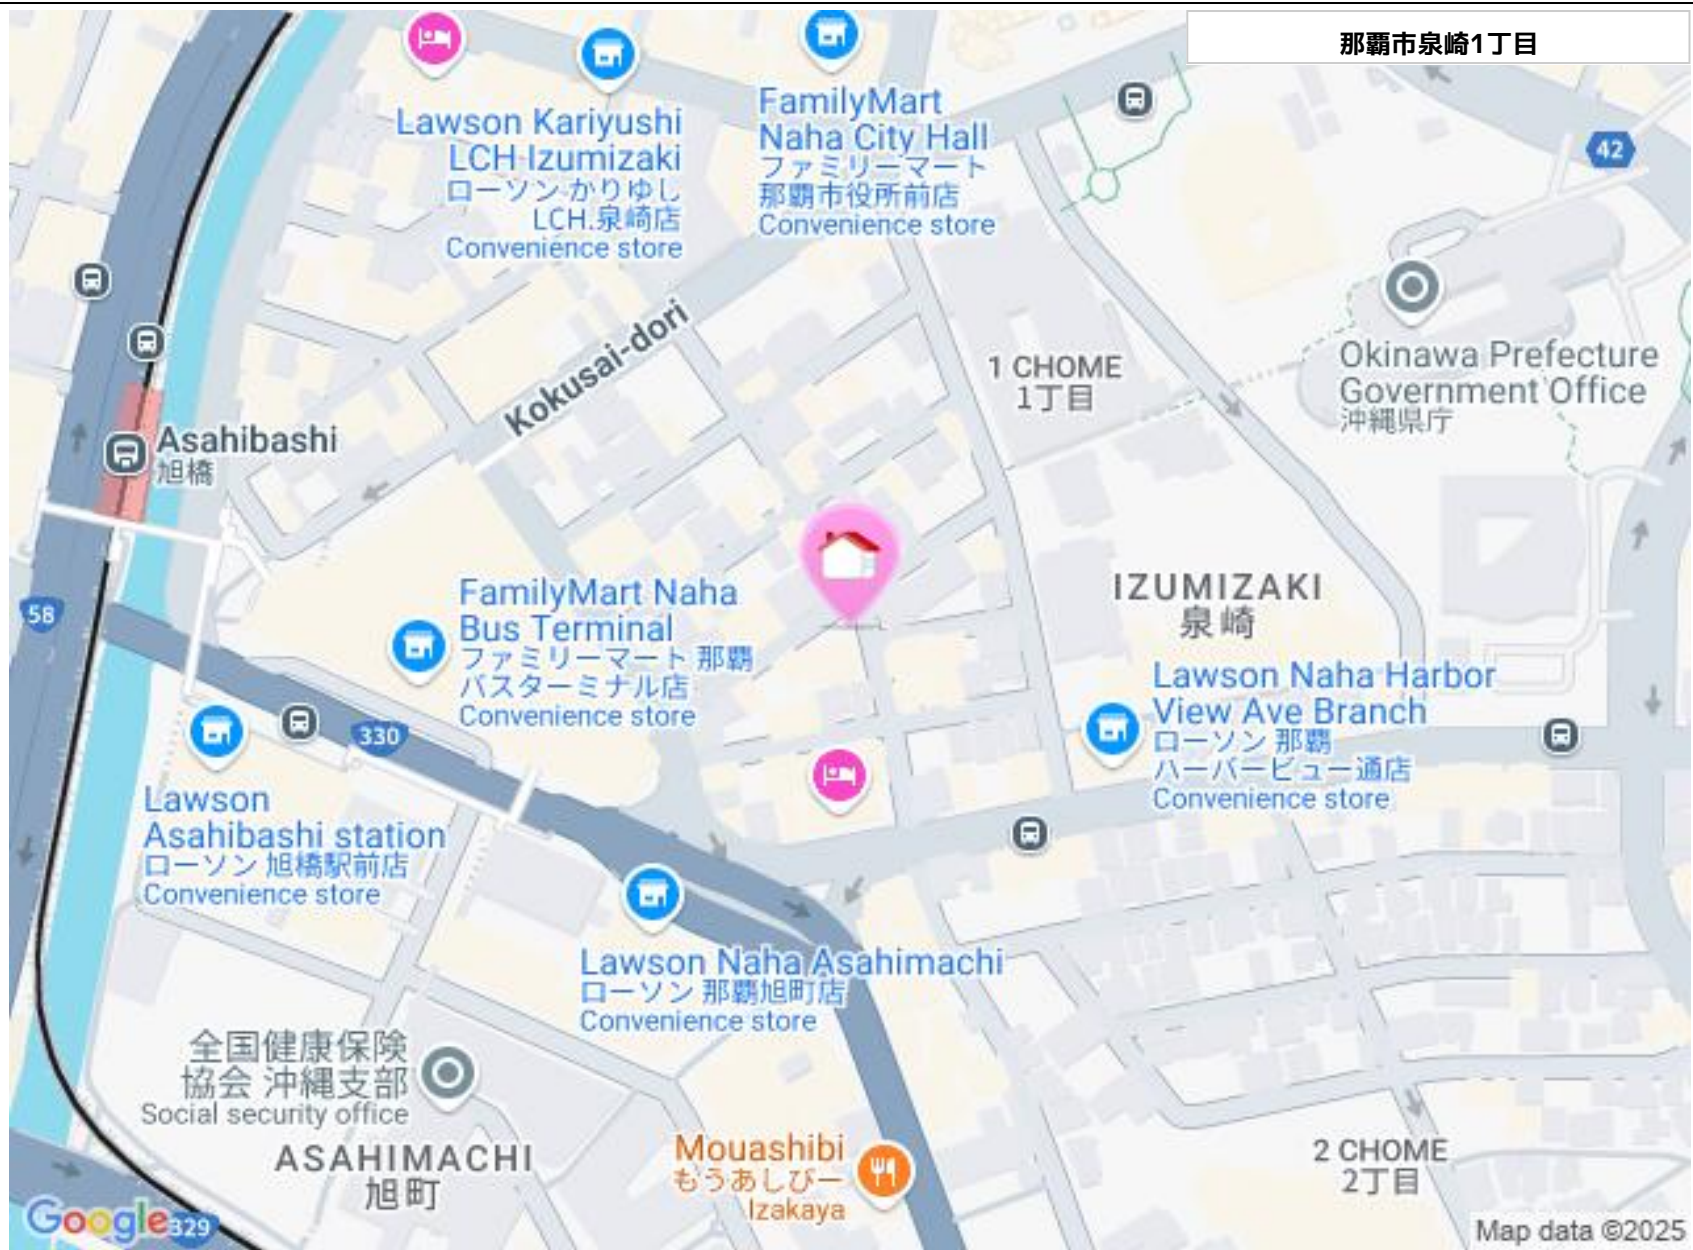 那覇市泉崎1丁目
Lawson Kariyushi
LCH Izumizaki
ローソン かりゆし
LCH.泉崎店
Convenience store
FamilyMart
Naha City Hall
ファミリーマート
那覇市役所前店
Convenience store
42
Kokusai-dori
1 CHOME
1丁目
Okinawa Prefecture
Government Office
沖縄県庁
Asahibashi
旭橋
58
FamilyMart Naha
Bus Terminal
ファミリーマート 那覇
バスターミナル店
Convenience store
IZUMIZAKI
泉崎
Lawson Naha Harbor
View Ave Branch
ローソン 那覇
ハーバービュー通店
Convenience store
330
Lawson
Asahibashi station
ローソン 旭橋駅前店
Convenience store
Lawson Naha Asahimachi
ローソン 那覇旭町店
Convenience store
全国健康保険
協会 沖縄支部
Social security office
ASAHIMACHI
旭町
Mouashibi
もうあしびー
Izakaya
2 CHOME
2丁目
Google
329
Map data ©2025